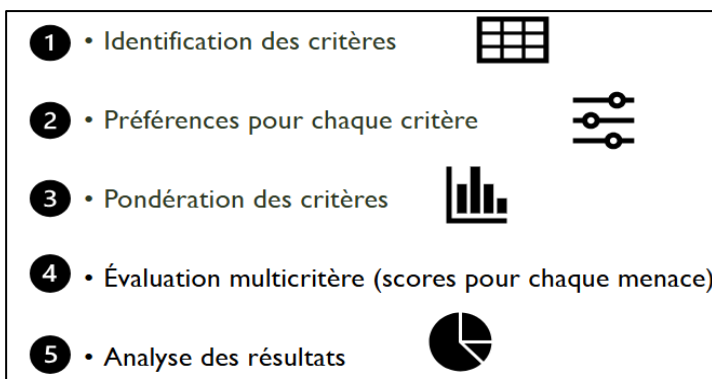 1 • Identification des critères
2 • Préférences pour chaque critère
3 • Pondération des critères
4 • Évaluation multicritère (scores pour chaque menace)
5 • Analyse des résultats